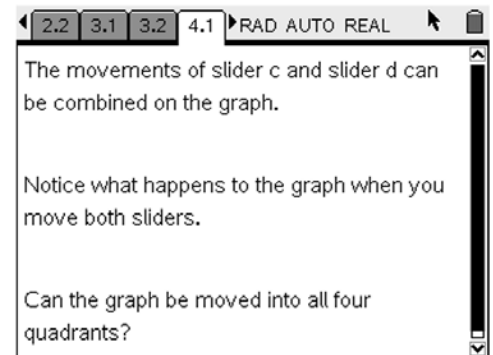 2.2 3.1 3.2 4.1 RAD AUTO REAL
The movements of slider c and slider d can
be combined on the graph.
Notice what happens to the graph when you
move both sliders.
Can the graph be moved into all four
quadrants?